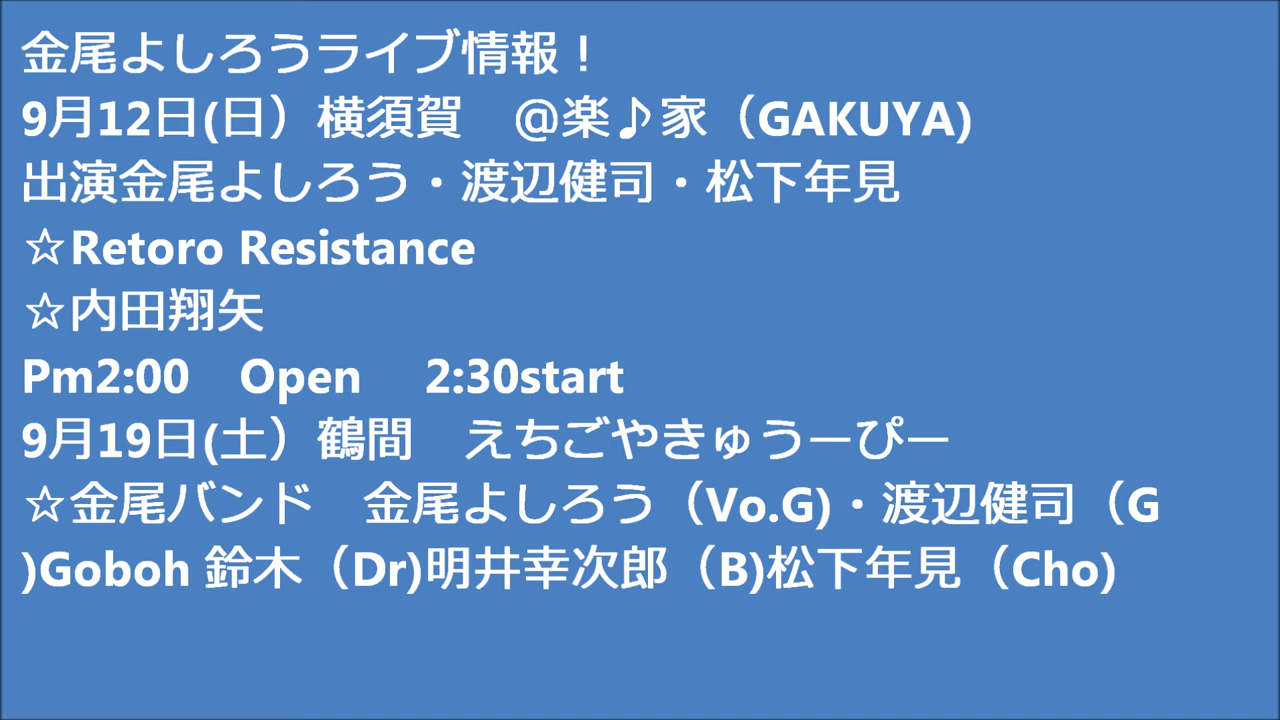 金尾よしろうライブ情報！
9月12日(日）横須賀　@楽♪家（GAKUYA)
出演金尾よしろう・渡辺健司・松下年見
☆Retoro Resistance
☆内田翔矢
Pm2:00　Open　 2:30start
9月19日(土）鶴間　えちごやきゅうーぴー
☆金尾バンド　金尾よしろう（Vo.G)・渡辺健司（G
)Goboh 鈴木（Dr)明井幸次郎（B)松下年見（Cho)